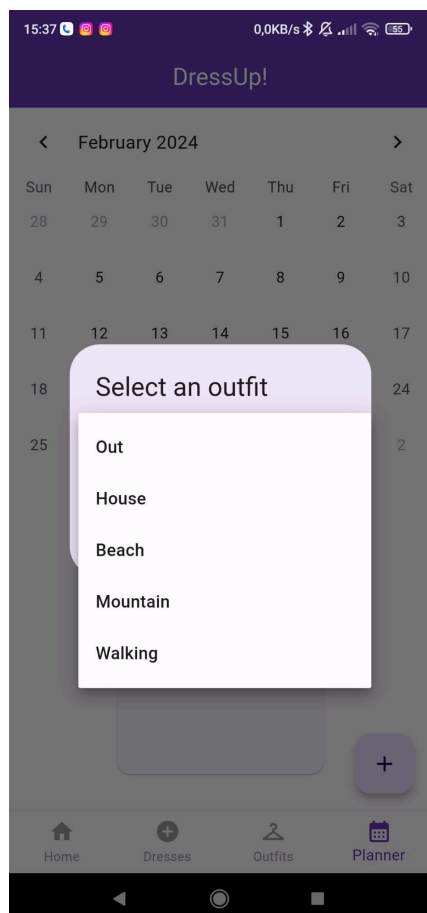 15:37 0,0KB/s 55
DressUp!
February 2024
Sun Mon Tue Wed Thu Fri Sat
28 29 30 31 1 2 3
4 5 6 7 8 9 10
11 12 13 14 15 16 17
18 Select an outfit 24
25 Out 2
House
Beach
Mountain
Walking
+
Home Dresses Outfits Planner